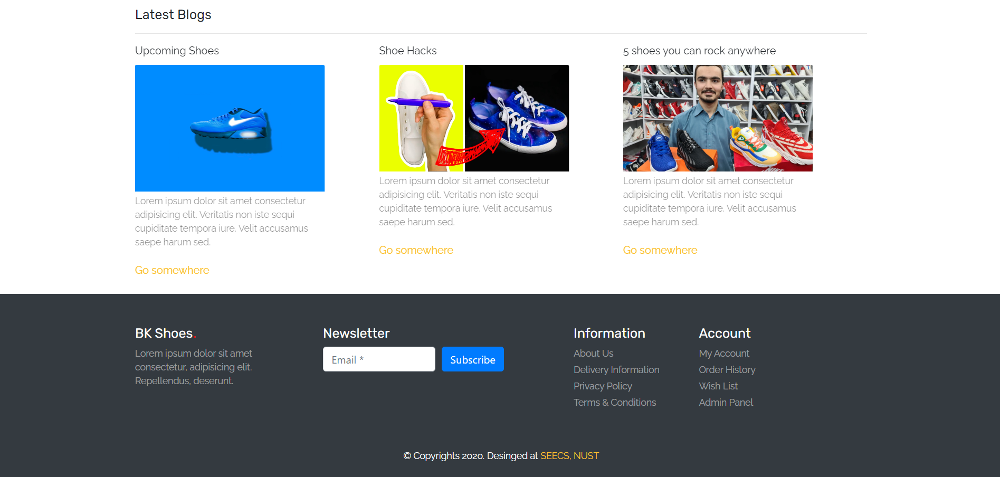 Latest Blogs
Upcoming Shoes
Lorem ipsum dolor sit amet consectetur
adipisicing elit. Veritatis non iste sequi
cupiditate tempora iure. Velit accusamus
saepe harum sed.
Go somewhere
Shoe Hacks
Lorem ipsum dolor sit amet consectetur
adipisicing elit. Veritatis non iste sequi
cupiditate tempora iure. Velit accusamus
saepe harum sed.
Go somewhere
5 shoes you can rock anywhere
Lorem ipsum dolor sit amet consectetur
adipisicing elit. Veritatis non iste sequi
cupiditate tempora iure. Velit accusamus
saepe harum sed.
Go somewhere
BK Shoes.
Lorem ipsum dolor sit amet
consectetur, adipisicing elit.
Repellendus, deserunt.
Newsletter
Email *
Subscribe
Information
About Us
Delivery Information
Privacy Policy
Terms & Conditions
Account
My Account
Order History
Wish List
Admin Panel
© Copyrights 2020. Desinged at SEECS, NUST